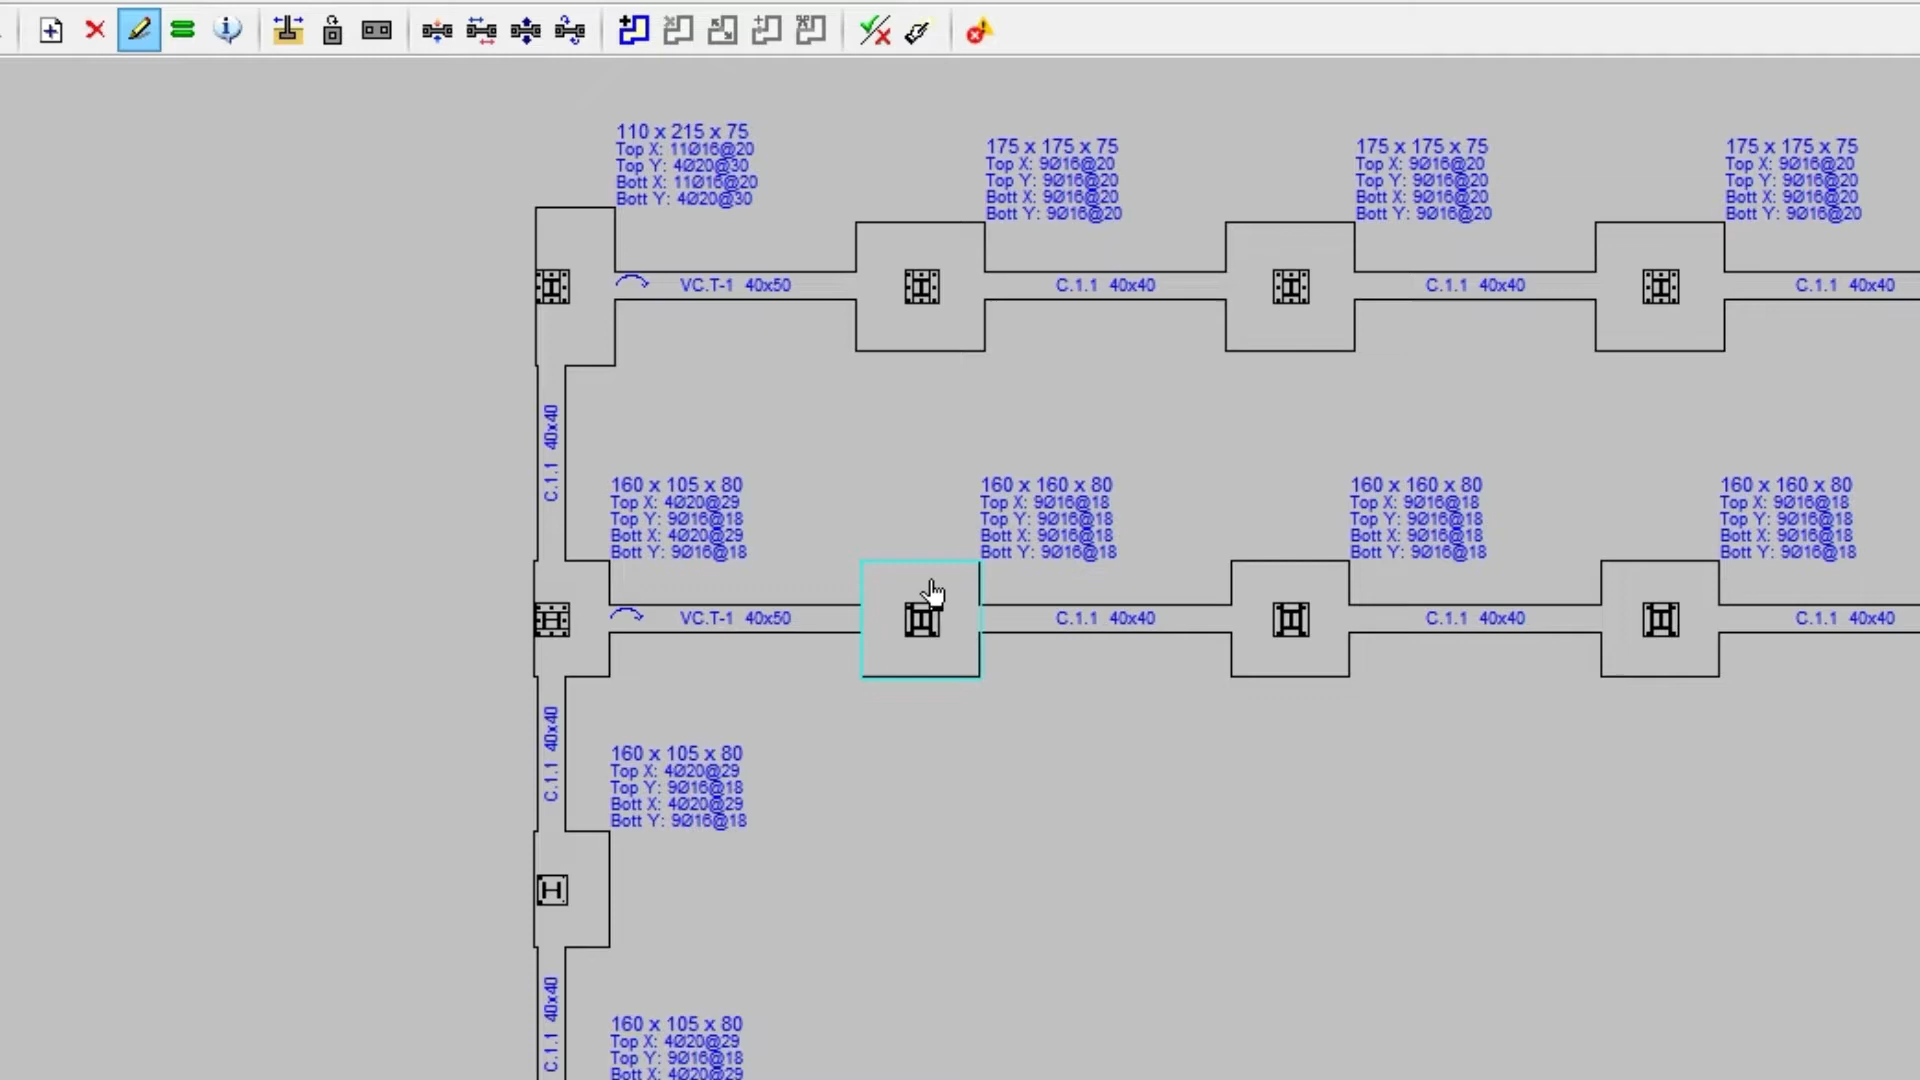 110 x 215 x 75
Top X: 11Ø16@20
Top Y: 4Ø20@30
Bott X: 11Ø16@20
Bott Y: 4Ø20@30
175 x 175 x 75
Top X: 9Ø16@20
Top Y: 9Ø16@20
Bott X: 9Ø16@20
Bott Y: 9Ø16@20
175 x 175 x 75
Top X: 9Ø16@20
Top Y: 9Ø16@20
Bott X: 9Ø16@20
Bott Y: 9Ø16@20
175 x 175 x 75
Top X: 9Ø16@20
Top Y: 9Ø16@20
Bott X: 9Ø16@20
Bott Y: 9Ø16@20
VC.T-1 40x50
C.1.1 40x40
C.1.1 40x40
C.1.1 40x40
C.1.1 40x40
160 x 105 x 80
Top X: 4Ø20@29
Top Y: 9Ø16@18
Bott X: 4Ø20@29
Bott Y: 9Ø16@18
160 x 160 x 80
Top X: 9Ø16@18
Top Y: 9Ø16@18
Bott X: 9Ø16@18
Bott Y: 9Ø16@18
160 x 160 x 80
Top X: 9Ø16@18
Top Y: 9Ø16@18
Bott X: 9Ø16@18
Bott Y: 9Ø16@18
160 x 160 x 80
Top X: 9Ø16@18
Top Y: 9Ø16@18
Bott X: 9Ø16@18
Bott Y: 9Ø16@18
VC.T-1 40x50
C.1.1 40x40
C.1.1 40x40
C.1.1 40x40
C.1.1 40x40
160 x 105 x 80
Top X: 4Ø20@29
Top Y: 9Ø16@18
Bott X: 4Ø20@29
Bott Y: 9Ø16@18
C.1.1 40x40
160 x 105 x 80
Top X: 4Ø20@29
Top Y: 9Ø16@18
Bott X: 4Ø20@29